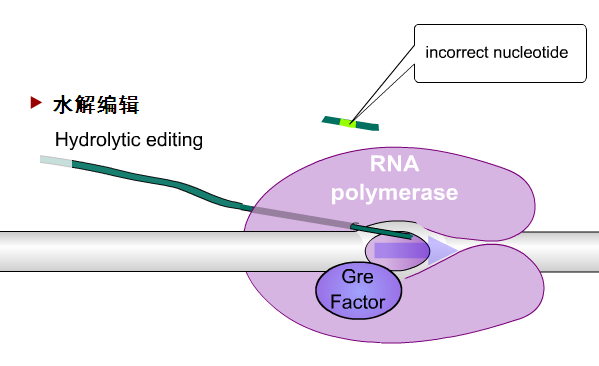 incorrect nucleotide
水解编辑
Hydrolytic editing
RNA
polymerase
Gre
Factor